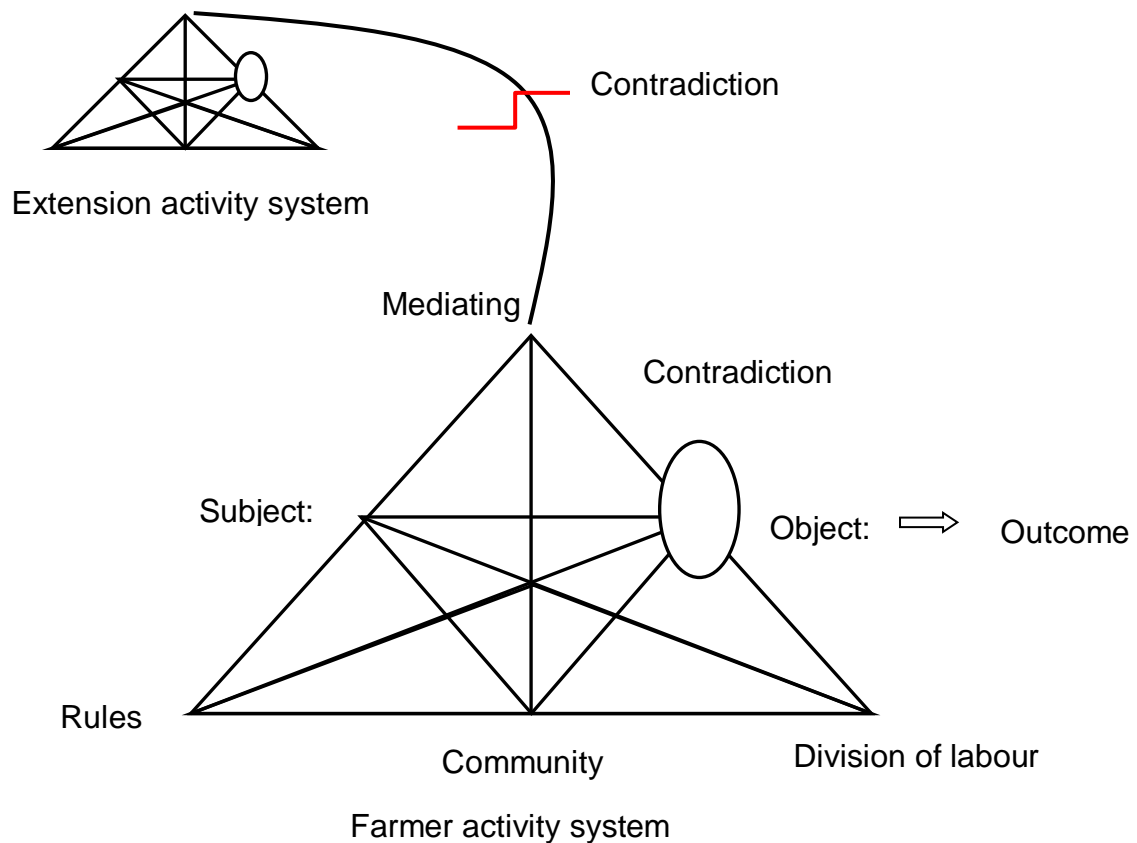 Contradiction
Extension activity system
Mediating
Contradiction
Subject:
Object:
Outcome
Rules
Community
Division of labour
Farmer activity system